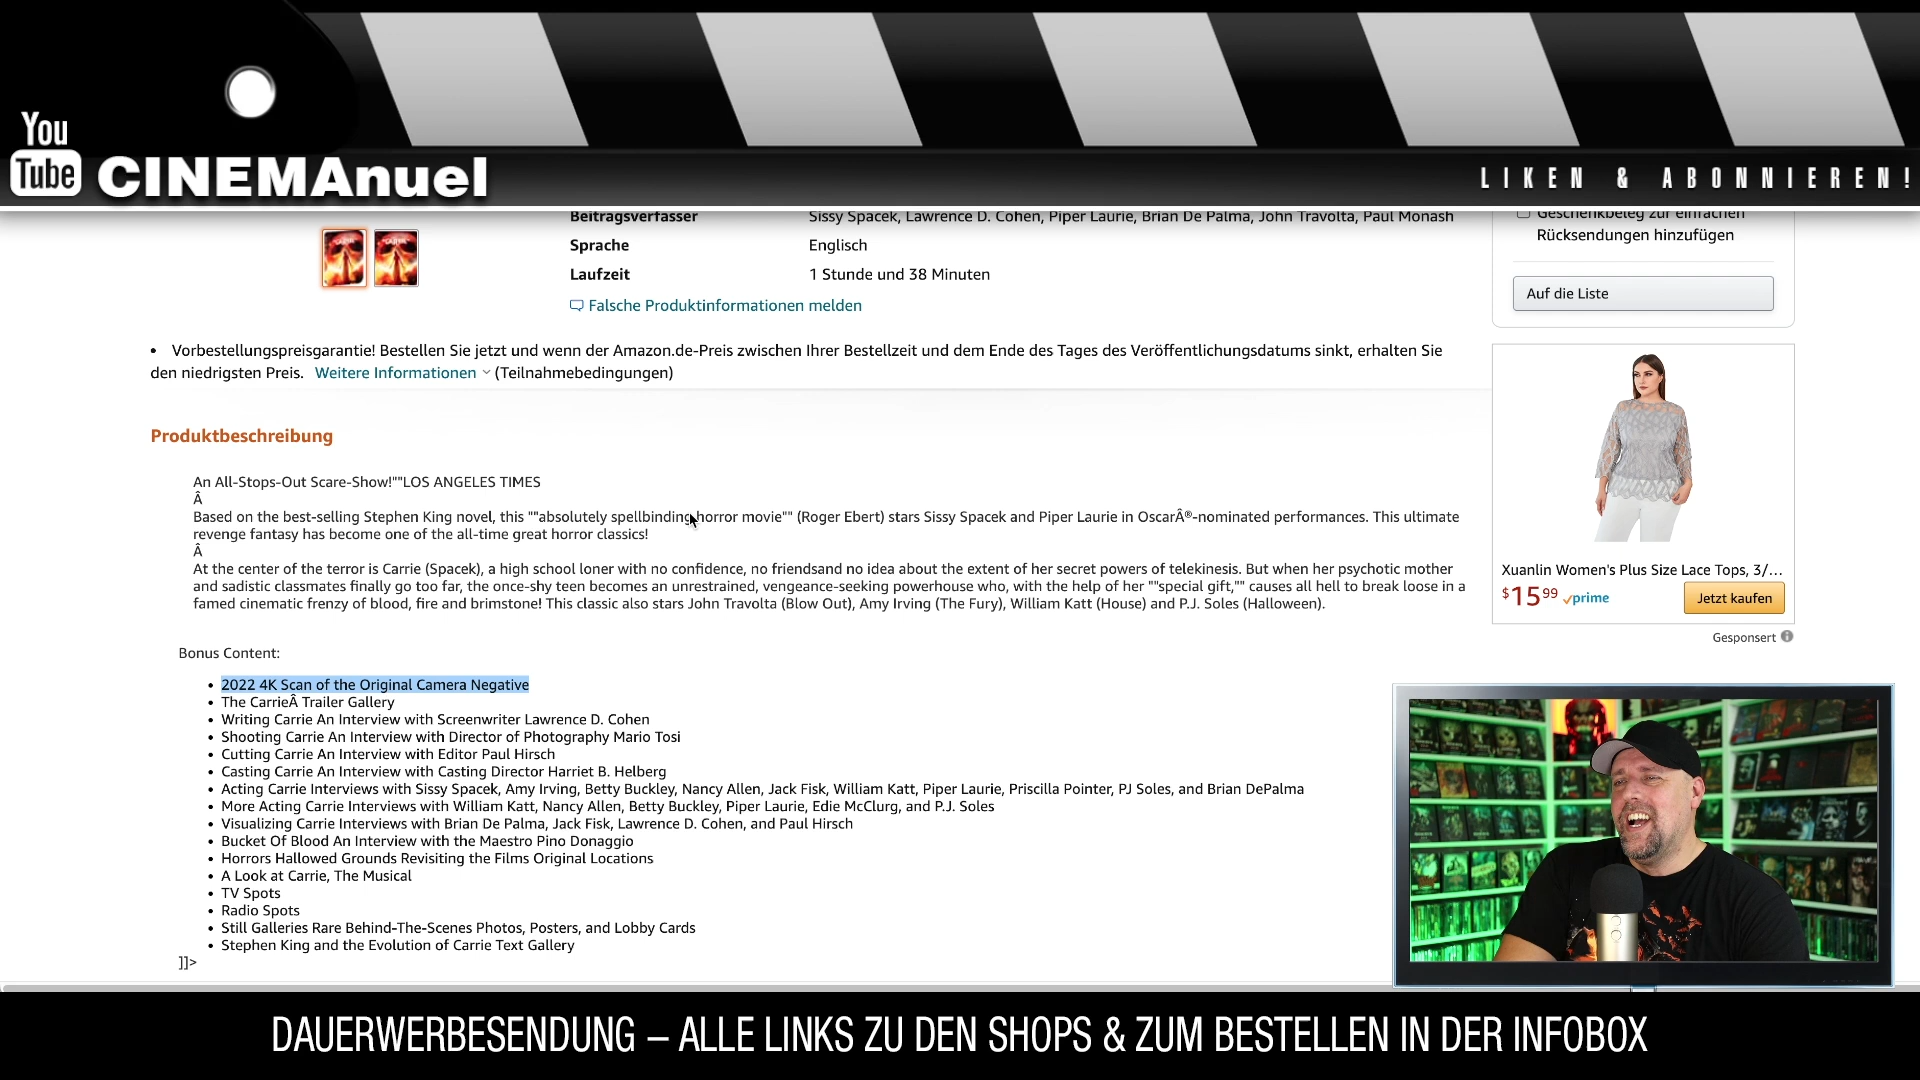 You
Tube
CINEMAnuel
LIKEN & ABONNIEREN!
Beitragsverfasser Sissy Spacek, Lawrence D. Cohen, Piper Laurie, Brian De Palma, John Travolta, Paul Monash
Sprache Englisch
Laufzeit 1 Stunde und 38 Minuten
Falsche Produktinformationen melden
• Vorbestellungspreisgarantie! Bestellen Sie jetzt und wenn der Amazon.de-Preis zwischen Ihrer Bestellzeit und dem Ende des Tages des Veröffentlichungsdatums sinkt, erhalten Sie
den niedrigsten Preis. Weitere Informationen (Teilnahmebedingungen)
Produktbeschreibung
An All-Stops-Out Scare-Show!""LOS ANGELES TIMES
Â
Based on the best-selling Stephen King novel, this ""absolutely spellbinding horror movie"" (Roger Ebert) stars Sissy Spacek and Piper Laurie in OscarÂ®-nominated performances. This ultimate
revenge fantasy has become one of the all-time great horror classics!
Â
At the center of the terror is Carrie (Spacek), a high school loner with no confidence, no friendsand no idea about the extent of her secret powers of telekinesis. But when her psychotic mother
and sadistic classmates finally go too far, the once-shy teen becomes an unrestrained, vengeance-seeking powerhouse who, with the help of her ""special gift,"" causes all hell to break loose in a
famed cinematic frenzy of blood, fire and brimstone! This classic also stars John Travolta (Blow Out), Amy Irving (The Fury), William Katt (House) and P.J. Soles (Halloween).
Bonus Content:
• 2022 4K Scan of the Original Camera Negative
• The CarrieÂ Trailer Gallery
• Writing Carrie An Interview with Screenwriter Lawrence D. Cohen
• Shooting Carrie An Interview with Director of Photography Mario Tosi
• Cutting Carrie An Interview with Editor Paul Hirsch
• Casting Carrie An Interview with Casting Director Harriet B. Helberg
• Acting Carrie Interviews with Sissy Spacek, Amy Irving, Betty Buckley, Nancy Allen, Jack Fisk, William Katt, Piper Laurie, Priscilla Pointer, PJ Soles, and Brian DePalma
• More Acting Carrie Interviews with William Katt, Nancy Allen, Betty Buckley, Piper Laurie, Edie McClurg, and P.J. Soles
• Visualizing Carrie Interviews with Brian De Palma, Jack Fisk, Lawrence D. Cohen, and Paul Hirsch
• Bucket Of Blood An Interview with the Maestro Pino Donaggio
• Horrors Hallowed Grounds Revisiting the Films Original Locations
• A Look at Carrie, The Musical
• TV Spots
• Radio Spots
• Still Galleries Rare Behind-The-Scenes Photos, Posters, and Lobby Cards
• Stephen King and the Evolution of Carrie Text Gallery
]]>
Geschenkbeleg zur einfachen
Rücksendungen hinzufügen
Auf die Liste
Xuanlin Women's Plus Size Lace Tops, 3/...
$15 99 prime
Jetzt kaufen
Gesponsert
DAUERWERBESENDUNG – ALLE LINKS ZU DEN SHOPS & ZUM BESTELLEN IN DER INFOBOX